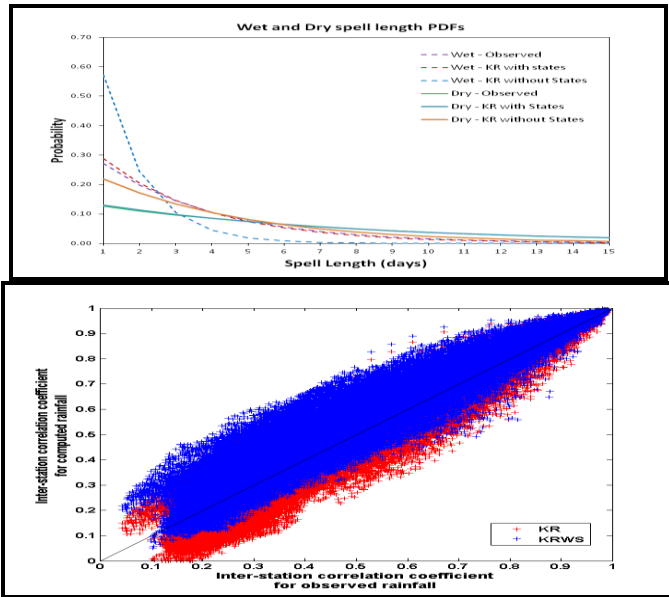 Wet and Dry spell length PDFs
0.70
0.60
0.50
0.40
0.30
0.20
0.10
0.00
Probability
Wet - Observed
Wet - KR with states
Wet - KR without States
Dry - Observed
Dry - KR with States
Dry - KR without States
1 2 3 4 5 6 7 8 9 10 11 12 13 14 15
Spell Length (days)
1
0.9
0.8
0.7
0.6
0.5
0.4
0.3
0.2
0.1
0
Inter-station correlation coefficient
for computed rainfall
KR
KRWS
0 0.1 0.2 0.3 0.4 0.5 0.6 0.7 0.8 0.9 1
Inter-station correlation coefficient
for observed rainfall